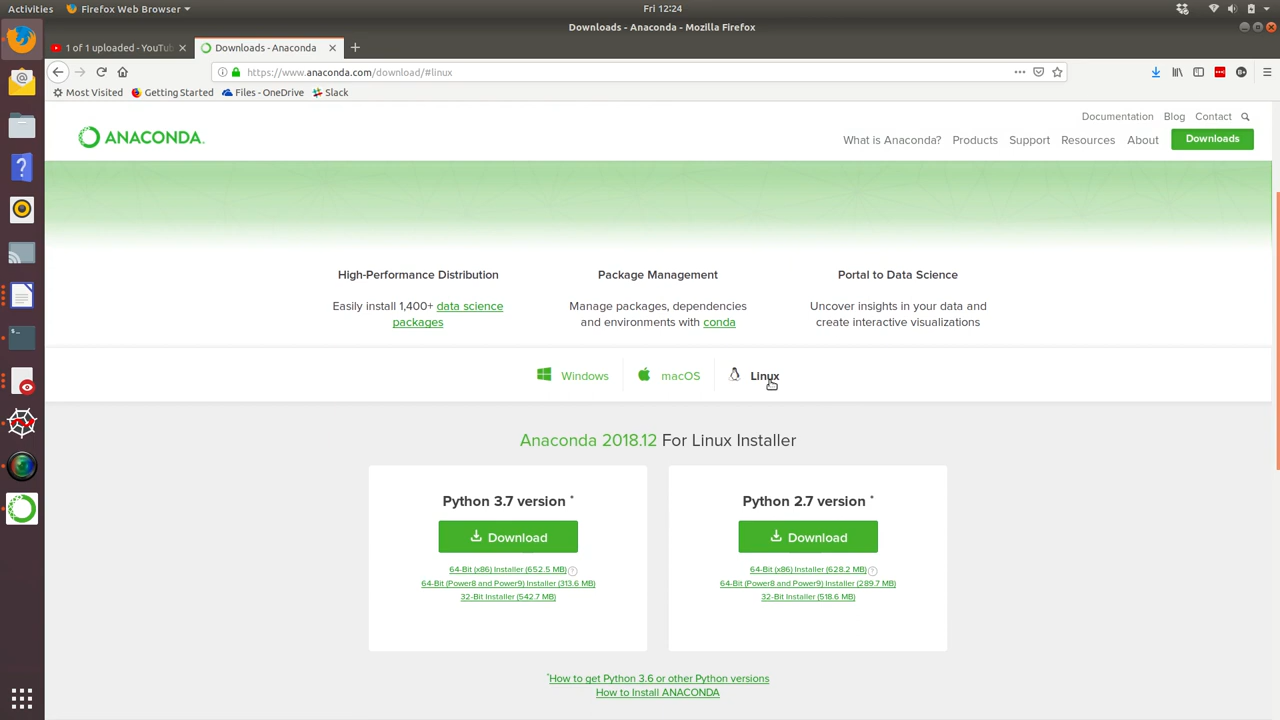 Activities
Firefox Web Browser
Fri 12:24
Downloads - Anaconda - Mozilla Firefox
1 of 1 uploaded - YouTub
Downloads - Anaconda
https://www.anaconda.com/download/#linux
Most Visited
Getting Started
Files - OneDrive
Slack
Documentation
Blog
Contact
ANACONDA.
What is Anaconda?
Products
Support
Resources
About
Downloads
High-Performance Distribution
Easily install 1,400+ data science
packages
Package Management
Manage packages, dependencies
and environments with conda
Portal to Data Science
Uncover insights in your data and
create interactive visualizations
Windows
macOS
Linux
Anaconda 2018.12 For Linux Installer
Python 3.7 version *
Download
64-Bit (x86) Installer (652.5 MB) ?
64-Bit (Power8 and Power9) Installer (313.6 MB)
32-Bit Installer (542.7 MB)
Python 2.7 version *
Download
64-Bit (x86) Installer (628.2 MB) ?
64-Bit (Power8 and Power9) Installer (289.7 MB)
32-Bit Installer (518.6 MB)
*How to get Python 3.6 or other Python versions
How to Install ANACONDA